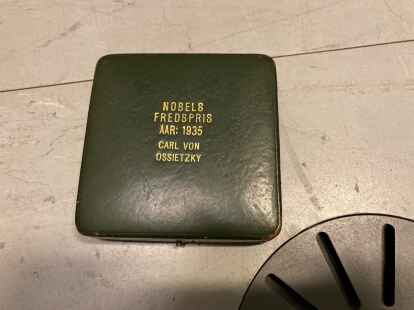 NOBELS
FREDSPRIS
AAR: 1935
CARL VON
OSSIETZKY